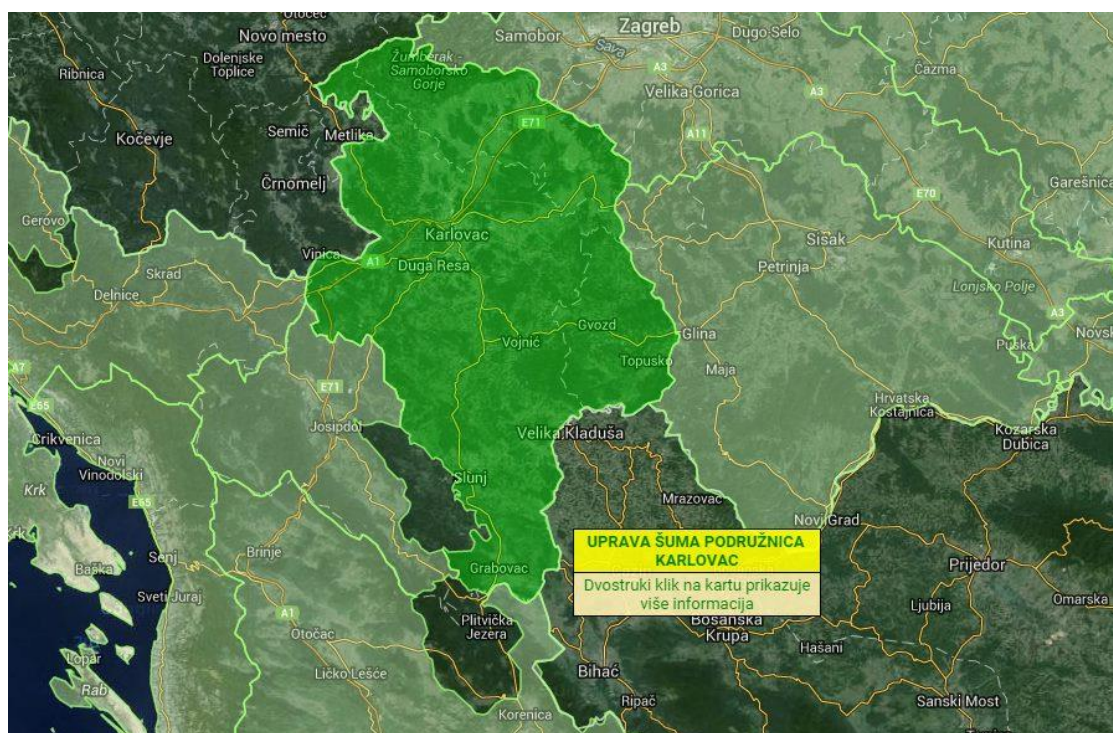 Otočec
Zagreb
Dugo Selo
Novo mesto
Samobor
Sava
Žumberak -
Samoborsko
Gorje
Dolenjske
Toplice
Ribnica
A3
Čazma
Velika Gorica
A3
E71
Semič
Metlika
A11
Kočevje
Črnomelj
Garešnica
E70
Gerovo
Karlovac
Sisak
Kutina
Vinica
A1
Duga Resa
Petrinja
Skrad
Lonjsko Polje
Delnice
A3
Gvozd
Glina
Novsk
Vojnić
Puska
Topusko
A7
Maja
E71
E65
Hrvatska
Kostajnica
Josipdol
Velika Kladuša
Kozarska
Dubica
Crikvenica
Novi
Vinodolski
Slunj
Krk
Mrazovac
E65
Krk
Novi Grad
UPRAVA ŠUMA PODRUŽNICA
KARLOVAC
Senj
Brinje
Grabovac
Prijedor
Baška
Dvostruki klik na kartu prikazuje
više informacija
Sveti Juraj
Omarska
A1
Ljubija
Plitvička
Jezera
Bosanska
Krupa
Otočac
Hašani
Lopar
Ličko Lešće
Bihać
Rab
Ripač
Sanski Most
Korenica